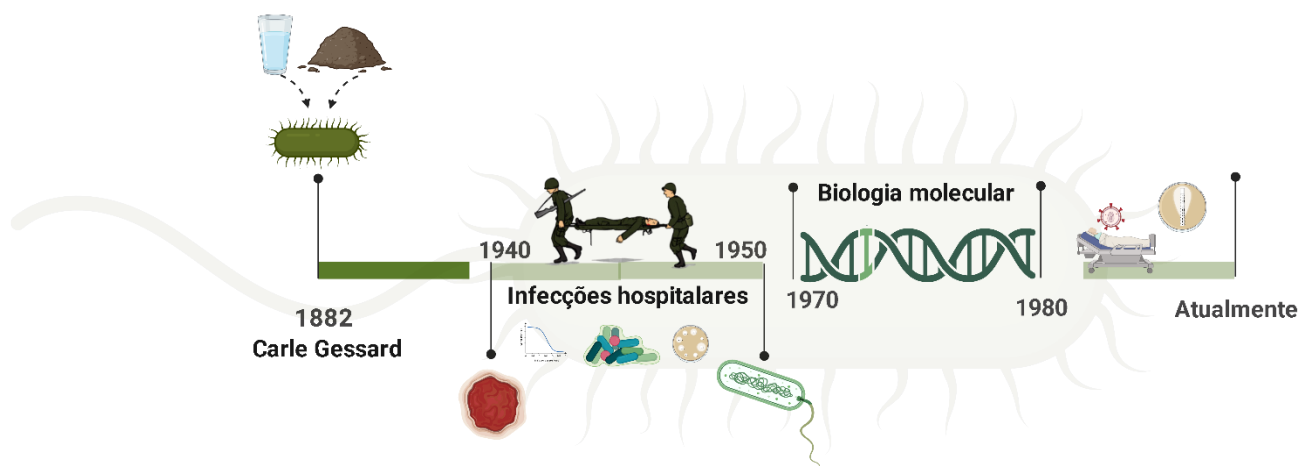 1882
Carle Gessard
1940
1950
Infecções hospitalares
Biologia molecular
1970
1980
Atualmente